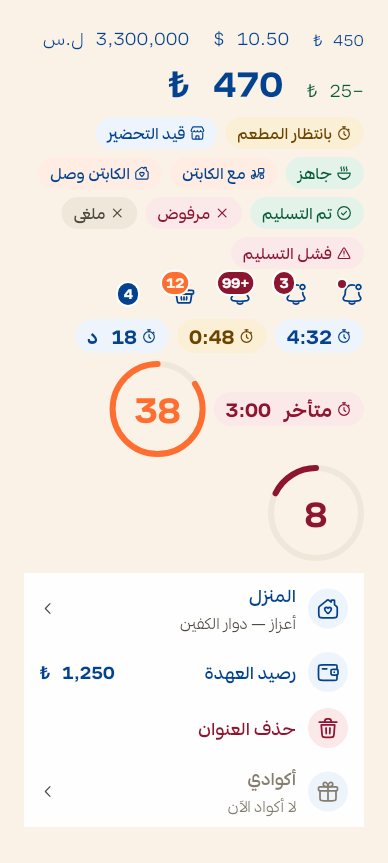 450 ₺ 10.50 $ 3,300,000 ل.س
470 ₺ −25 ₺
بانتظار المطعم قيد التحضير
جاهز مع الكابتن الكابتن وصل
تم التسليم مرفوض ملغى
فشل التسليم
3 99+ 12 4
4:32 0:48 18 د
متأخر 3:00 38
8
المنزل
أعزاز — دوار الكفين
رصيد العهدة 1,250 ₺
حذف العنوان
أكوادي
لا أكواد الآن